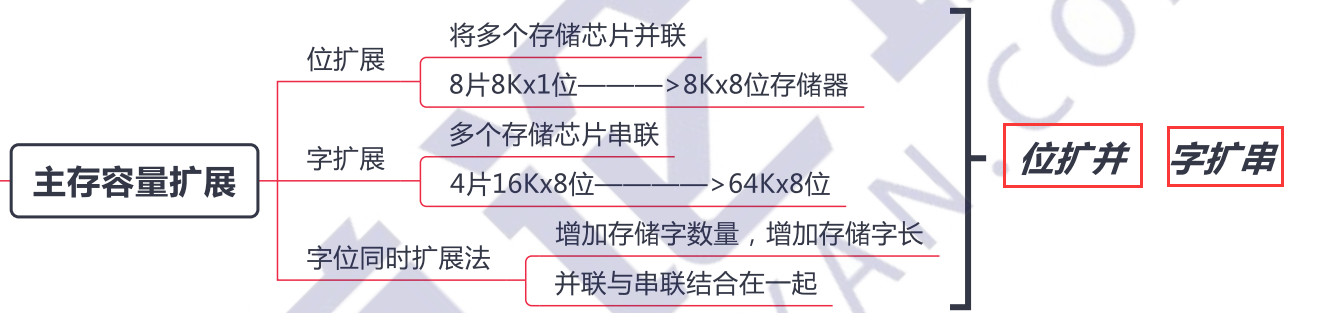 将多个存储芯片并联
位扩展
8片8Kx1位————>8Kx8位存储器
多个存储芯片串联
字扩展
4片16Kx8位————>64Kx8位
主存容量扩展
增加存储字数量，增加存储字长
字位同时扩展法
并联与串联结合在一起
位扩并 字扩串
YAN.CO